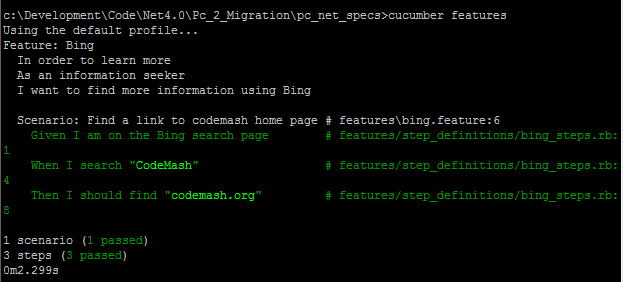 c:\Development\Code\Net4.0\Pc_2_Migration\pc_net_specs>cucumber features
Using the default profile...
Feature: Bing
In order to learn more
As an information seeker
I want to find more information using Bing
Scenario: Find a link to codemash home page # features\bing.feature:6
Given I am on the Bing search page # features/step_definitions/bing_steps.rb:
1
When I search "CodeMash" # features/step_definitions/bing_steps.rb:
4
Then I should find "codemash.org" # features/step_definitions/bing_steps.rb:
8
1 scenario (1 passed)
3 steps (3 passed)
0m2.299s